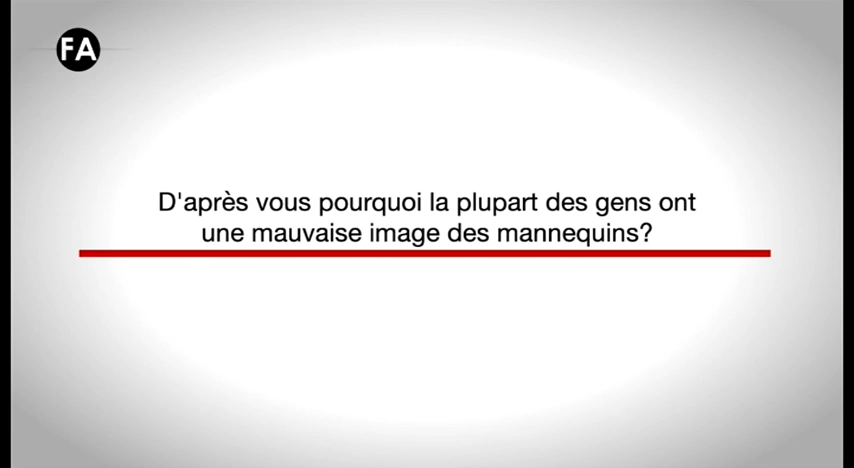 FA
D'après vous pourquoi la plupart des gens ont
une mauvaise image des mannequins?